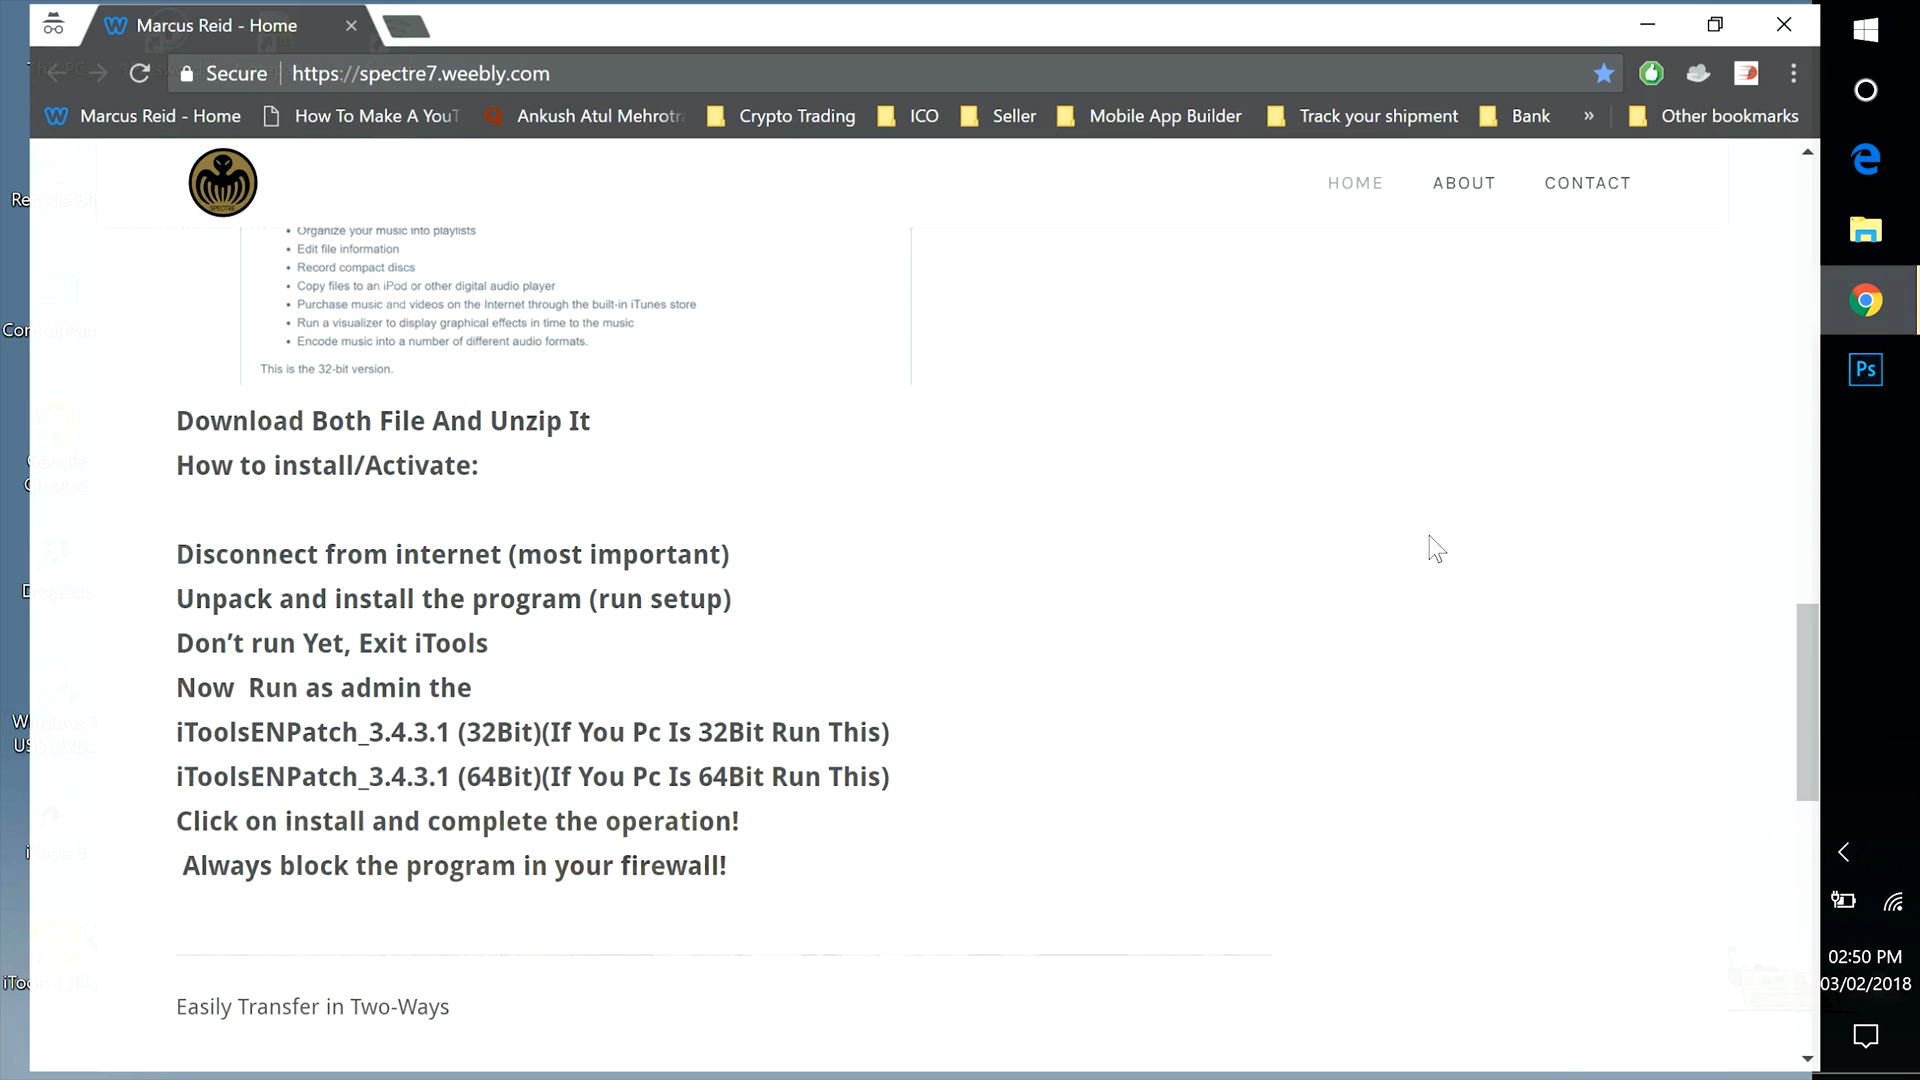 Marcus Reid - Home
Secure
https://spectre7.weebly.com
Marcus Reid - Home
How To Make A YouT
Ankush Atul Mehrotra
Crypto Trading
ICO
Seller
Mobile App Builder
Track your shipment
Bank
»
Other bookmarks
SPECTRE
HOME
ABOUT
CONTACT
• Organize your music into playlists
• Edit file information
• Record compact discs
• Copy files to an iPod or other digital audio player
• Purchase music and videos on the Internet through the built-in iTunes store
• Run a visualizer to display graphical effects in time to the music
• Encode music into a number of different audio formats.
This is the 32-bit version.
Download Both File And Unzip It
How to install/Activate:
Disconnect from internet (most important)
Unpack and install the program (run setup)
Don’t run Yet, Exit iTools
Now Run as admin the
iToolsENPatch_3.4.3.1 (32Bit)(If You Pc Is 32Bit Run This)
iToolsENPatch_3.4.3.1 (64Bit)(If You Pc Is 64Bit Run This)
Click on install and complete the operation!
Always block the program in your firewall!
Easily Transfer in Two-Ways
Ps
02:50 PM
03/02/2018